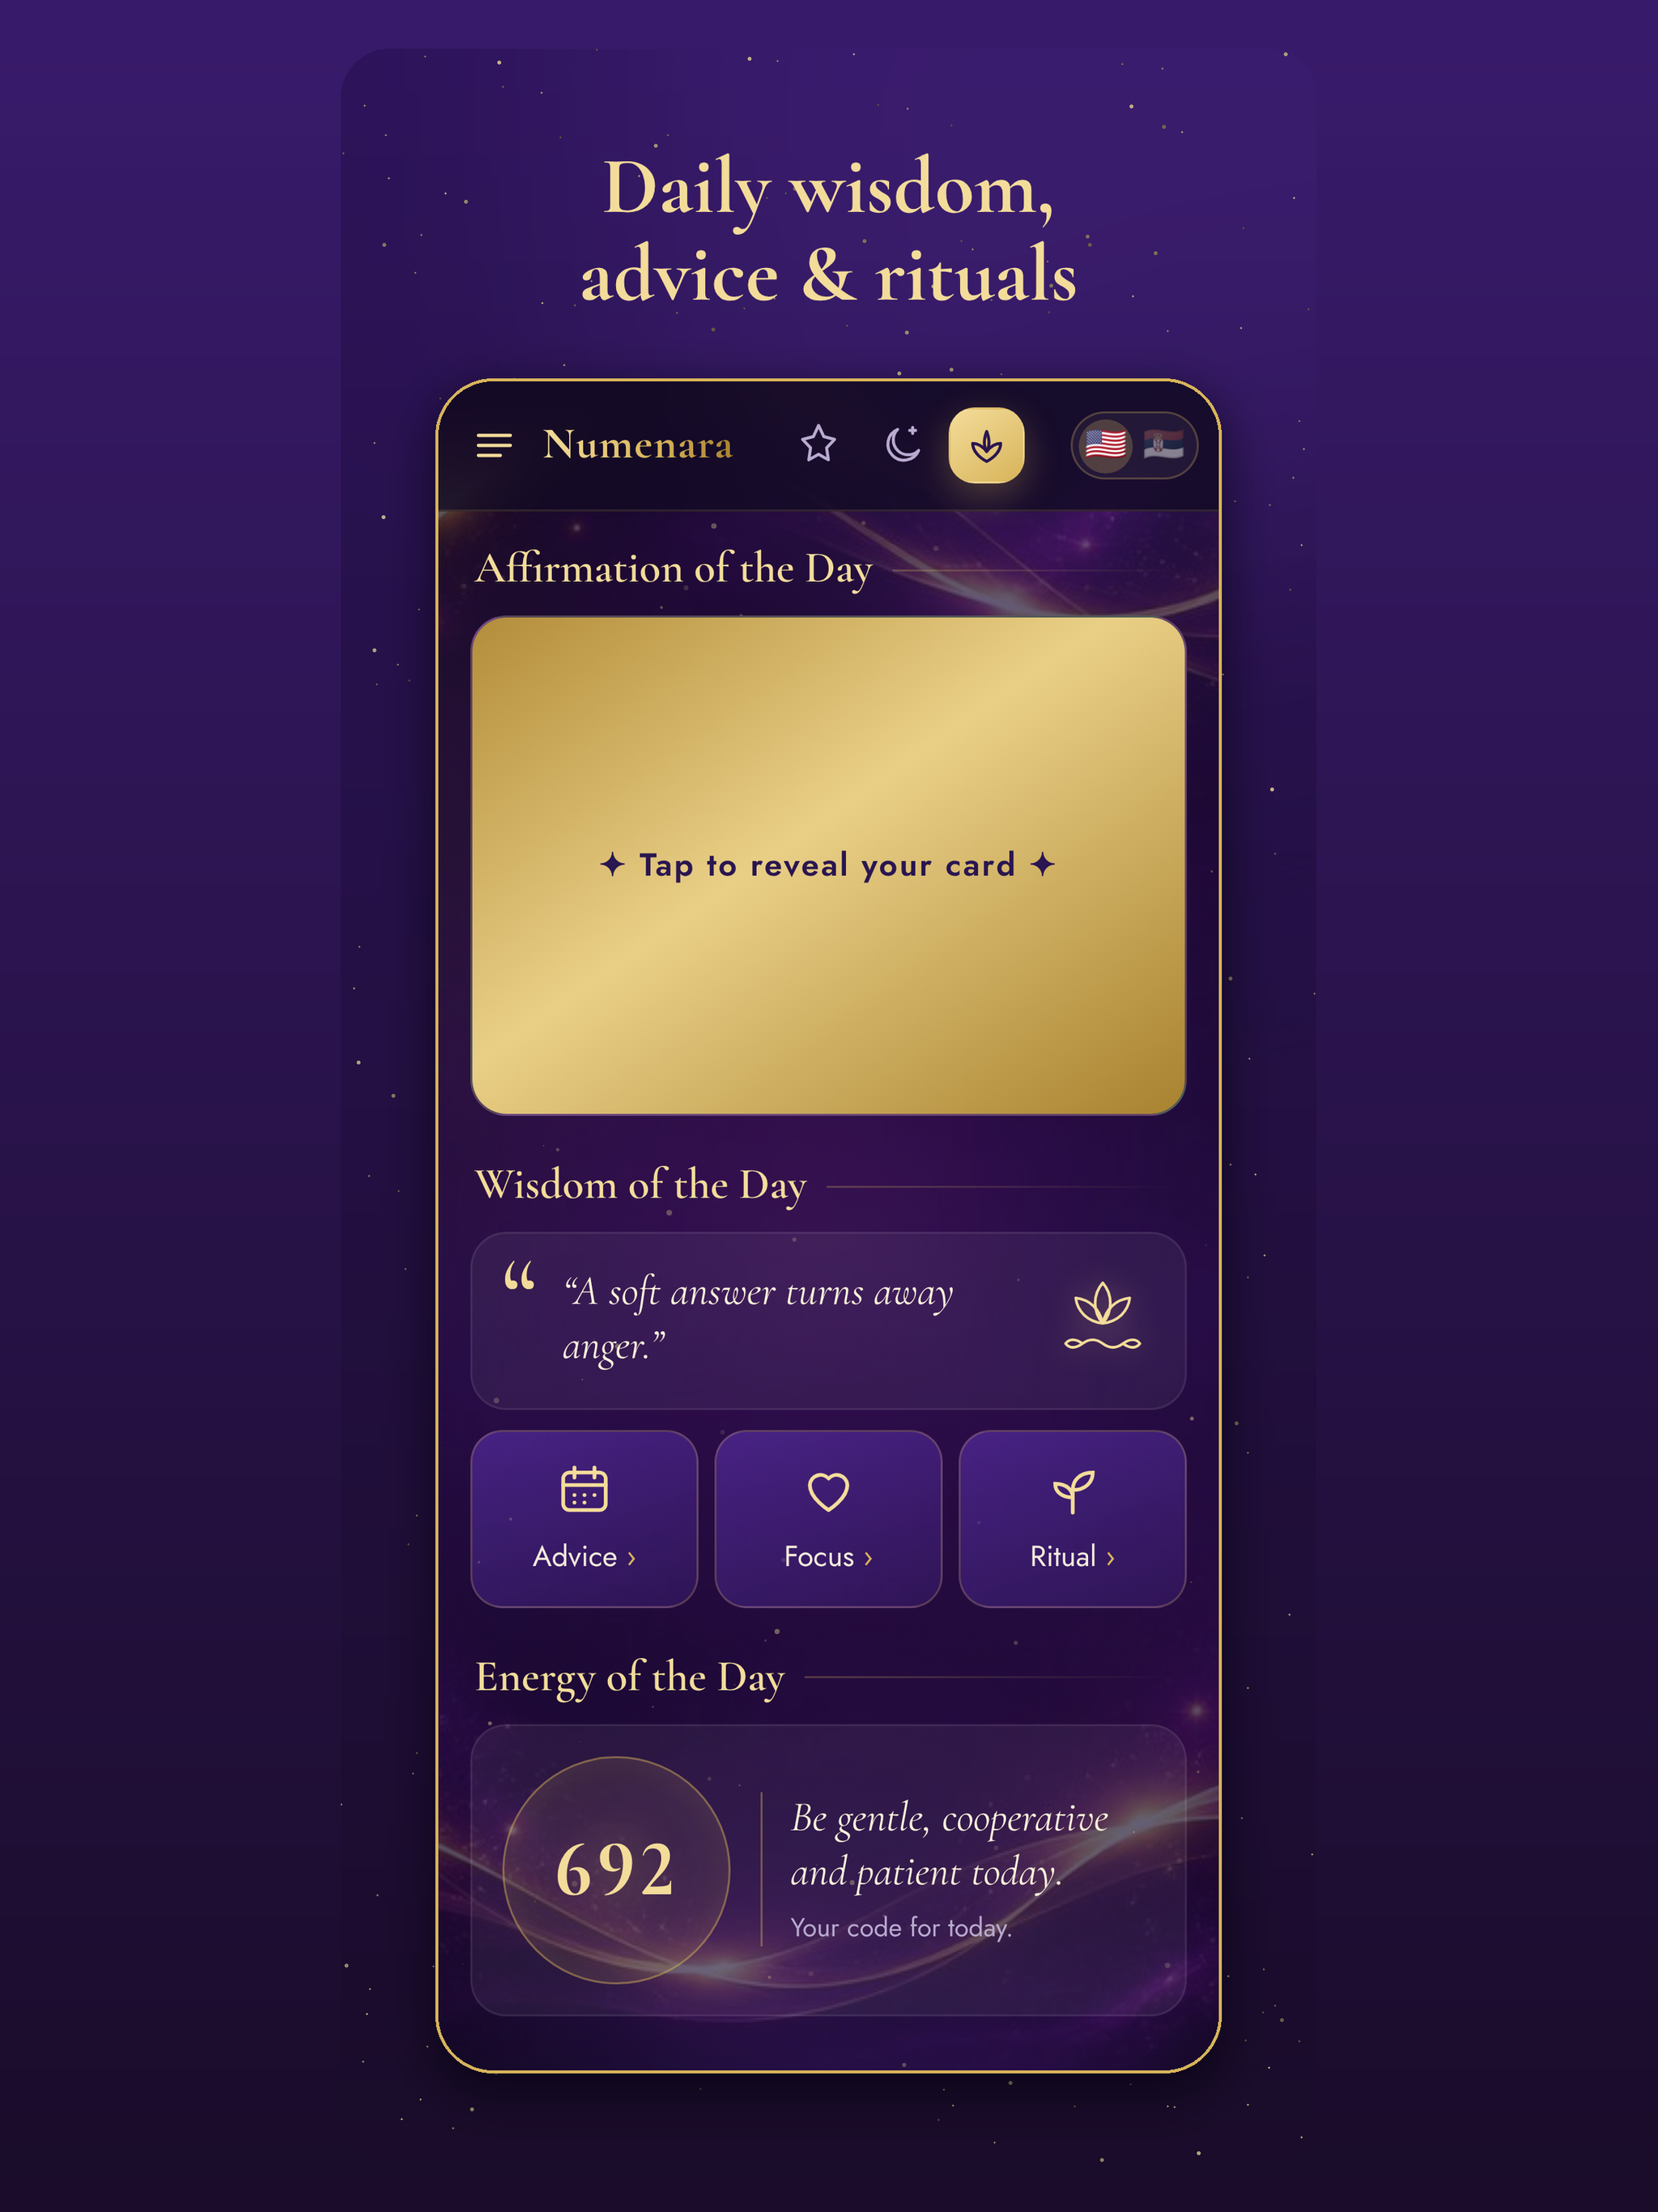 Daily wisdom,
advice & rituals
Numenara
Affirmation of the Day
✦ Tap to reveal your card ✦
Wisdom of the Day
“ “A soft answer turns away
anger.”
Advice ›
Focus ›
Ritual ›
Energy of the Day
692
Be gentle, cooperative
and patient today.
Your code for today.